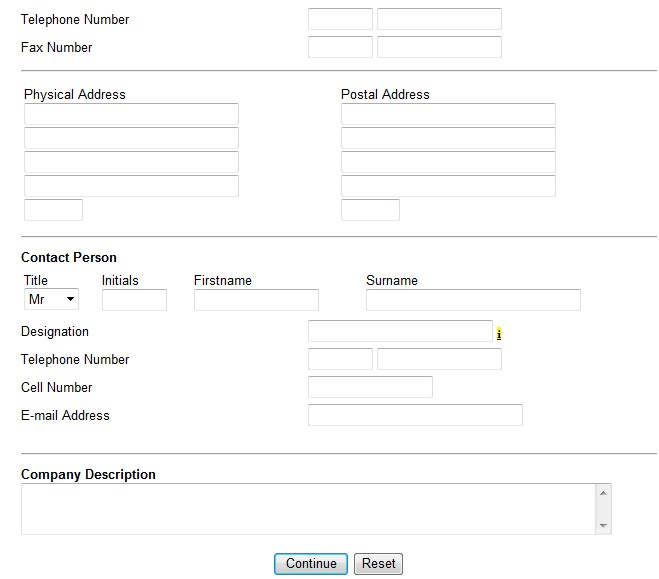 Telephone Number
Fax Number
Physical Address Postal Address
Contact Person
Title Initials Firstname Surname
Mr
Designation i
Telephone Number
Cell Number
E-mail Address
Company Description
Continue Reset